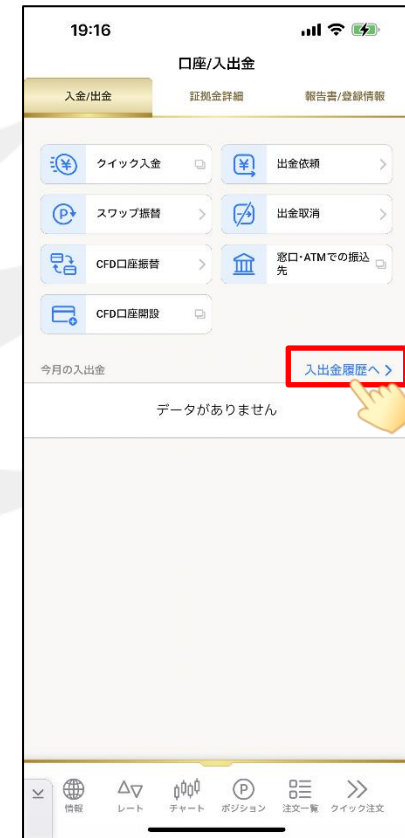 19:16
口座/入出金
入金/出金
証拠金詳細
報告書/登録情報
クイック入金
出金依頼
スワップ振替
出金取消
CFD口座振替
窓口・ATMでの振込
先
CFD口座開設
今月の入出金
入出金履歴へ
データがありません
情報
レート
チャート
P
ポジション
注文一覧
クイック注文